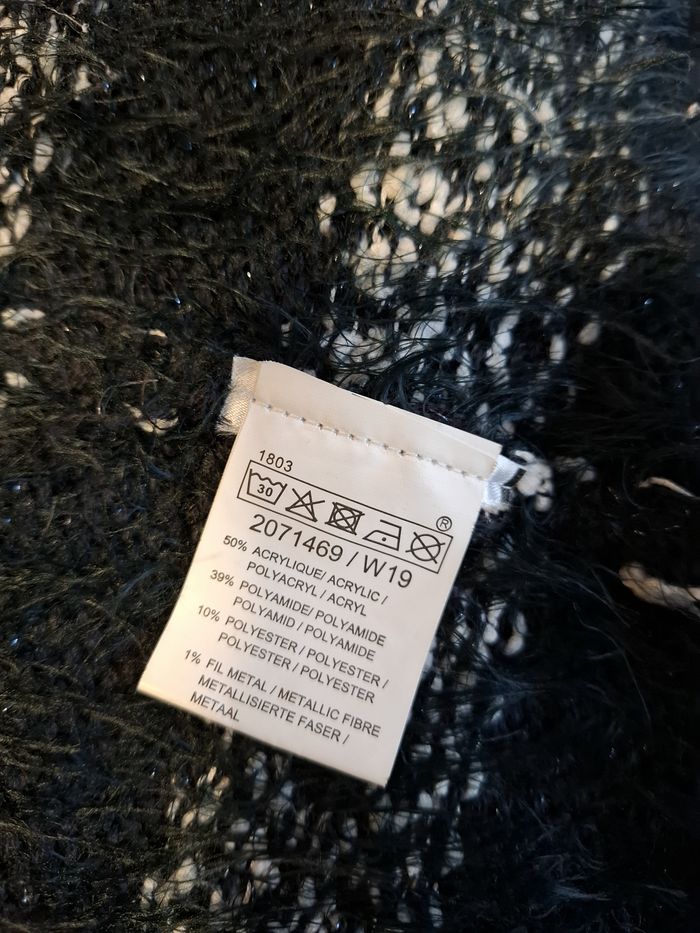 1803
30
®
2071469 / W19
50% ACRYLIQUE/ ACRYLIC /
POLYACRYL / ACRYL
39% POLYAMIDE/ POLYAMIDE
POLYAMID / POLYAMIDE
10% POLYESTER / POLYESTER /
POLYESTER / POLYESTER
1% FIL METAL / METALLIC FIBRE
METALLISIERTE FASER /
METAAL